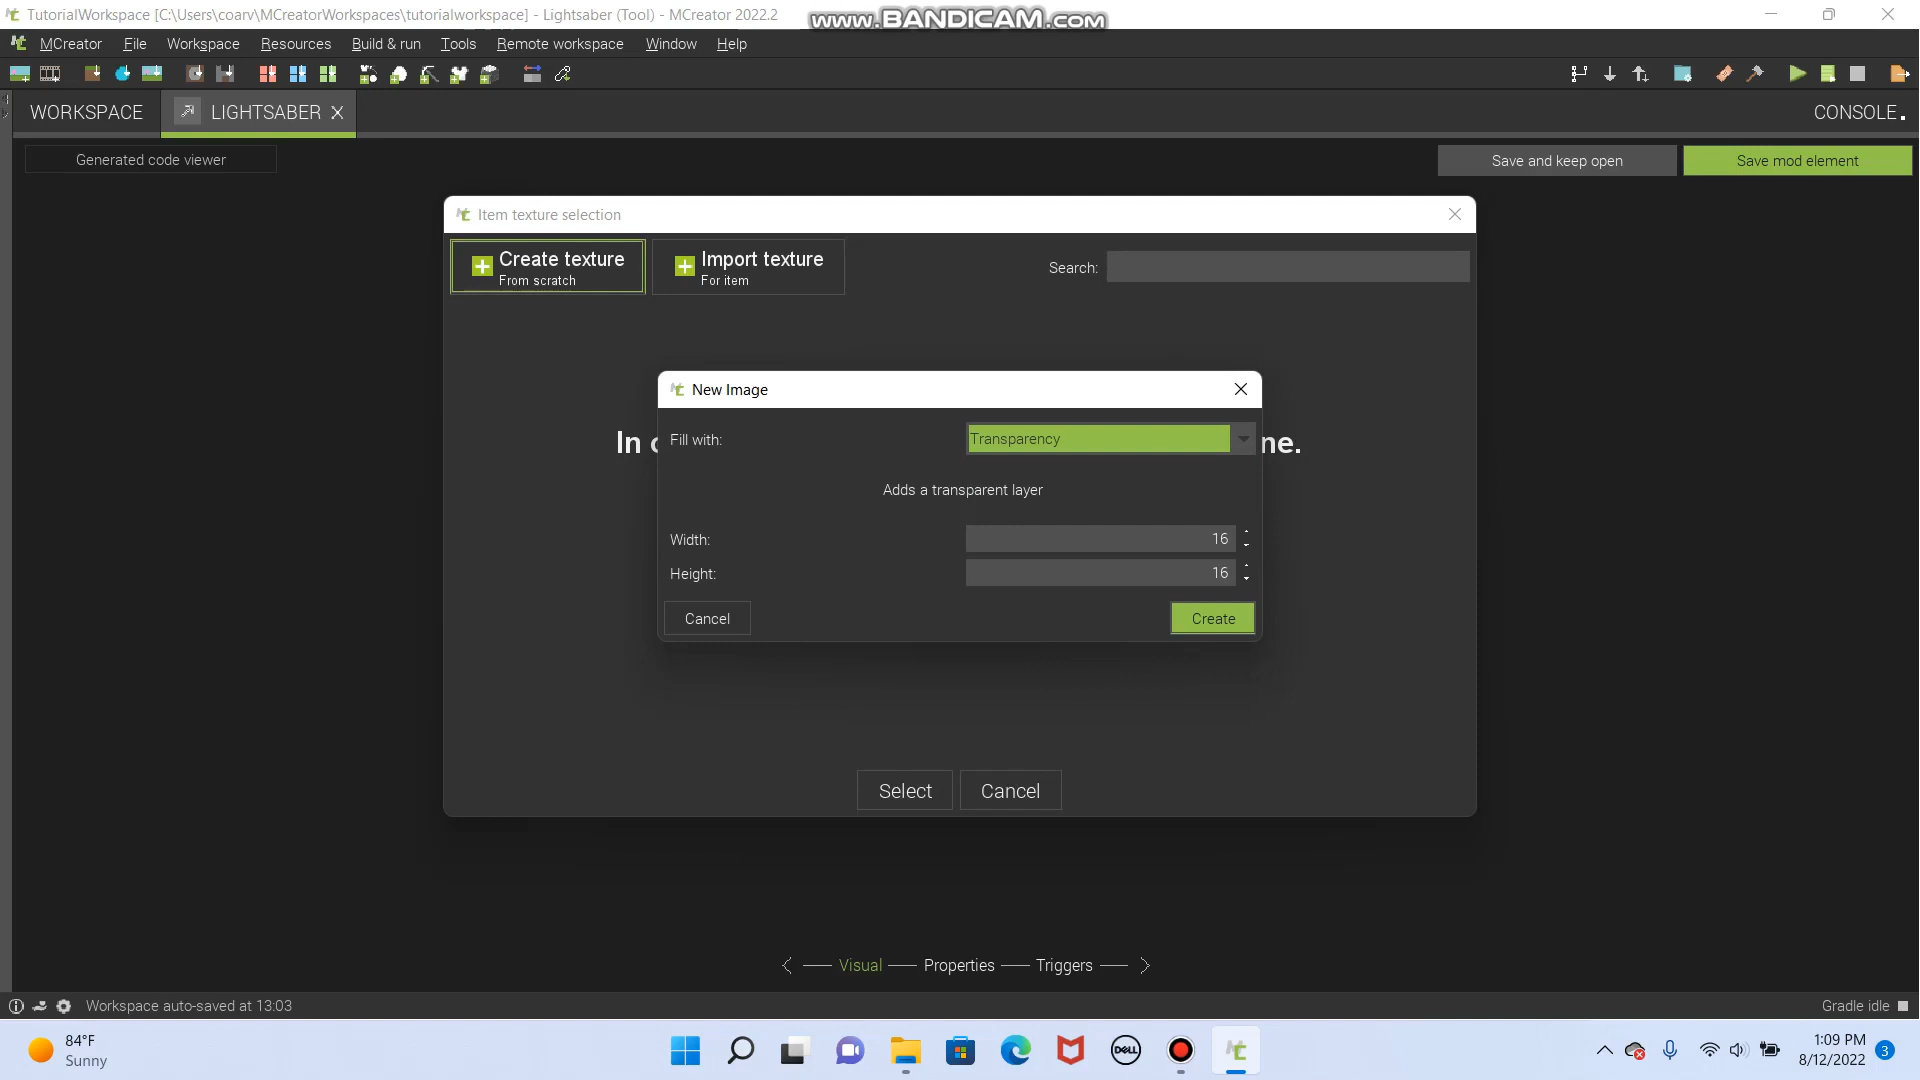 TutorialWorkspace [C:\Users\coarv\MCreatorWorkspaces\tutorialworkspace] - Lightsaber (Tool) - MCreator 2022.2
www.BANDICAM.com
MCreator File Workspace Resources Build & run Tools Remote workspace Window Help
WORKSPACE LIGHTSABER CONSOLE
Generated code viewer Save and keep open Save mod element
Item texture selection
Create texture
From scratch
Import texture
For item
Search:
New Image
In ne.
Fill with: Transparency
Adds a transparent layer
Width: 16
Height: 16
Cancel Create
Select Cancel
Visual Properties Triggers
Workspace auto-saved at 13:03 Gradle idle
84°F
Sunny
DELL
1:09 PM
8/12/2022
3